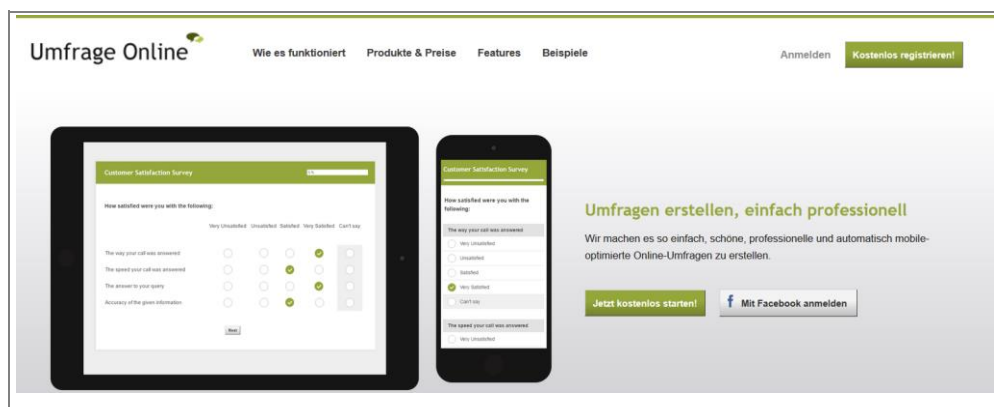 Umfrage Online
Wie es funktioniert Produkte & Preise Features Beispiele
Anmelden Kostenlos registrieren!
Customer Satisfaction Survey
How satisfied were you with the following:
Very Unsatisfied Unsatisfied Satisfied Very Satisfied Can't say
The way your call was answered
The speed your call was answered
The answer to your query
Accuracy of the given information
Next
Customer Satisfaction Survey
How satisfied were you with the
following:
The way your call was answered
Very Unsatisfied
Unsatisfied
Satisfied
Very Satisfied
Can't say
The speed your call was answered
Very Unsatisfied
Umfragen erstellen, einfach professionell
Wir machen es so einfach, schöne, professionelle und automatisch mobile-
optimierte Online-Umfragen zu erstellen.
Jetzt kostenlos starten! f Mit Facebook anmelden